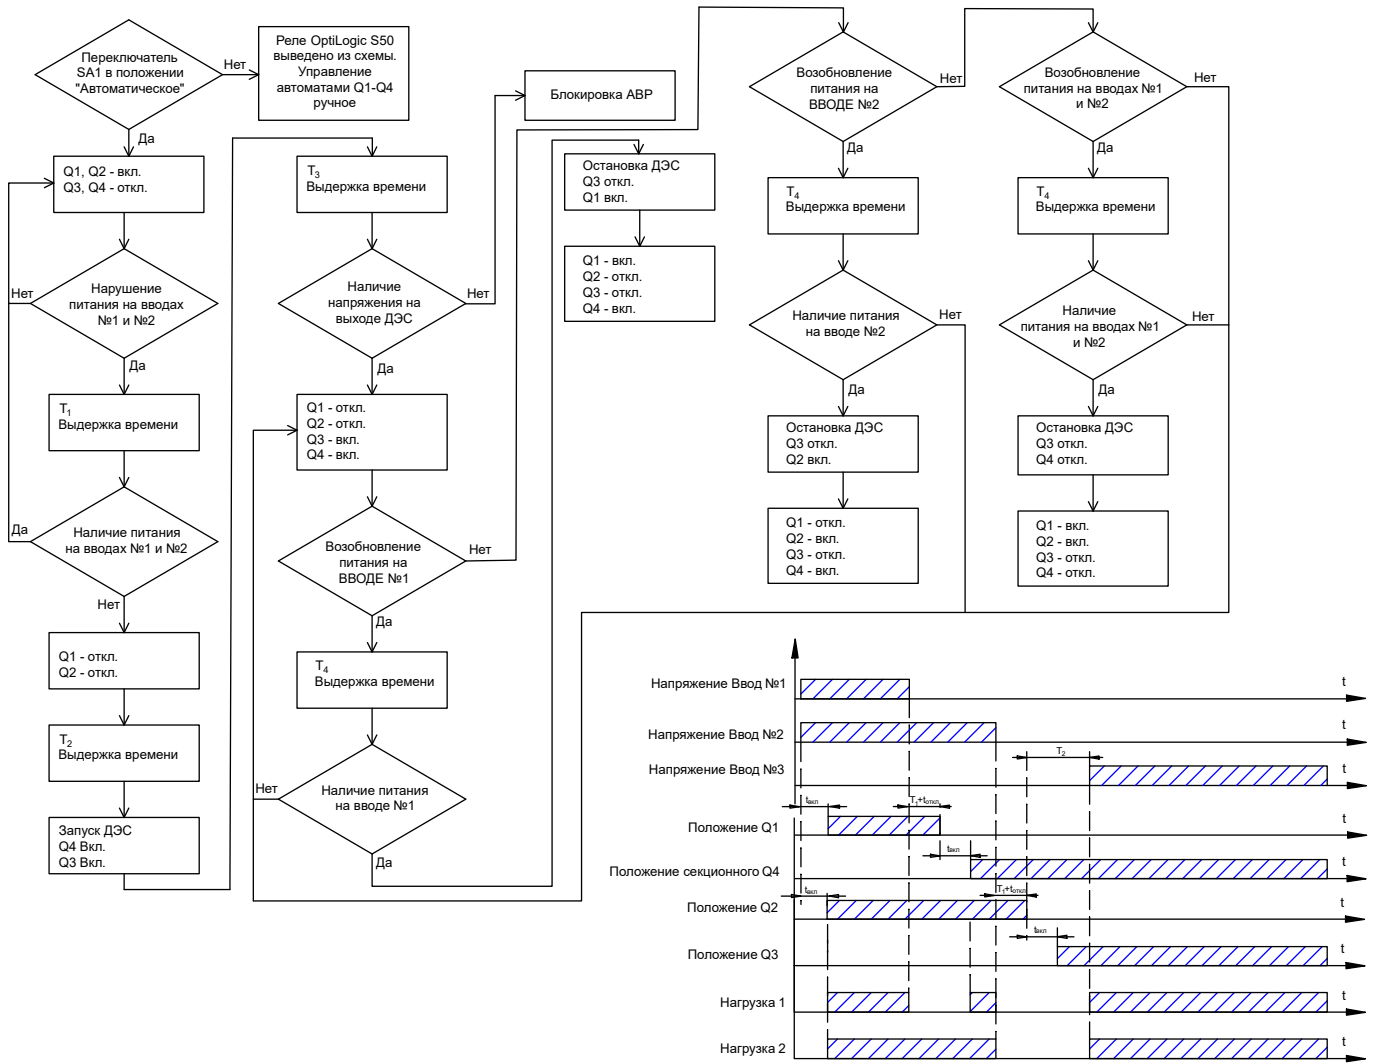 Переключатель
SA1 в положении
"Автоматическое"
Нет
Да
Реле OptiLogic S50
выведено из схемы.
Управление
автоматами Q1-Q4
ручное
Q1, Q2 - вкл.
Q3, Q4 - откл.
Нарушение
питания на вводах
№1 и №2
Нет
Да
T1
Выдержка времени
Наличие питания
на вводах №1 и №2
Да
Нет
Q1 - откл.
Q2 - откл.
T2
Выдержка времени
Запуск ДЭС
Q4 Вкл.
Q3 Вкл.
T3
Выдержка времени
Наличие
напряжения на
выходе ДЭС
Нет
Да
Блокировка АВР
Q1 - откл.
Q2 - откл.
Q3 - вкл.
Q4 - вкл.
Возобновление
питания на
ВВОДЕ №1
Нет
Да
T4
Выдержка времени
Наличие питания
на вводе №1
Нет
Да
Остановка ДЭС
Q3 откл.
Q1 вкл.
Q1 - вкл.
Q2 - откл.
Q3 - откл.
Q4 - вкл.
Возобновление
питания на
ВВОДЕ №2
Нет
Да
T4
Выдержка времени
Наличие питания
на вводе №2
Нет
Да
Остановка ДЭС
Q3 откл.
Q2 вкл.
Q1 - откл.
Q2 - вкл.
Q3 - откл.
Q4 - вкл.
Возобновление
питания на вводах №1
и №2
Нет
Да
T4
Выдержка времени
Наличие
питания на вводах №1
и №2
Нет
Да
Остановка ДЭС
Q3 откл.
Q4 откл.
Q1 - вкл.
Q2 - вкл.
Q3 - откл.
Q4 - откл.
Напряжение Ввод №1
t
Напряжение Ввод №2
t
T2
Напряжение Ввод №3
t
tвкл
T1+tоткл
Положение Q1
t
tвкл
Положение секционного Q4
t
tвкл
T1+tоткл
Положение Q2
t
tвкл
Положение Q3
t
Нагрузка 1
t
Нагрузка 2
t